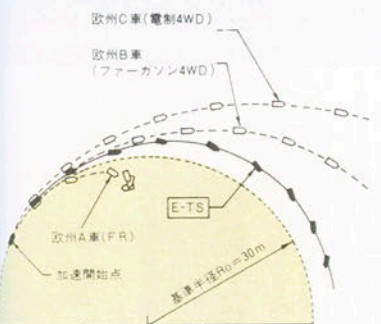 欧州C車(電制4WD)
欧州B車
(ファーガソン4WD)
E-TS
欧州A車(FR)
加速開始点
基準半径Ro=30m